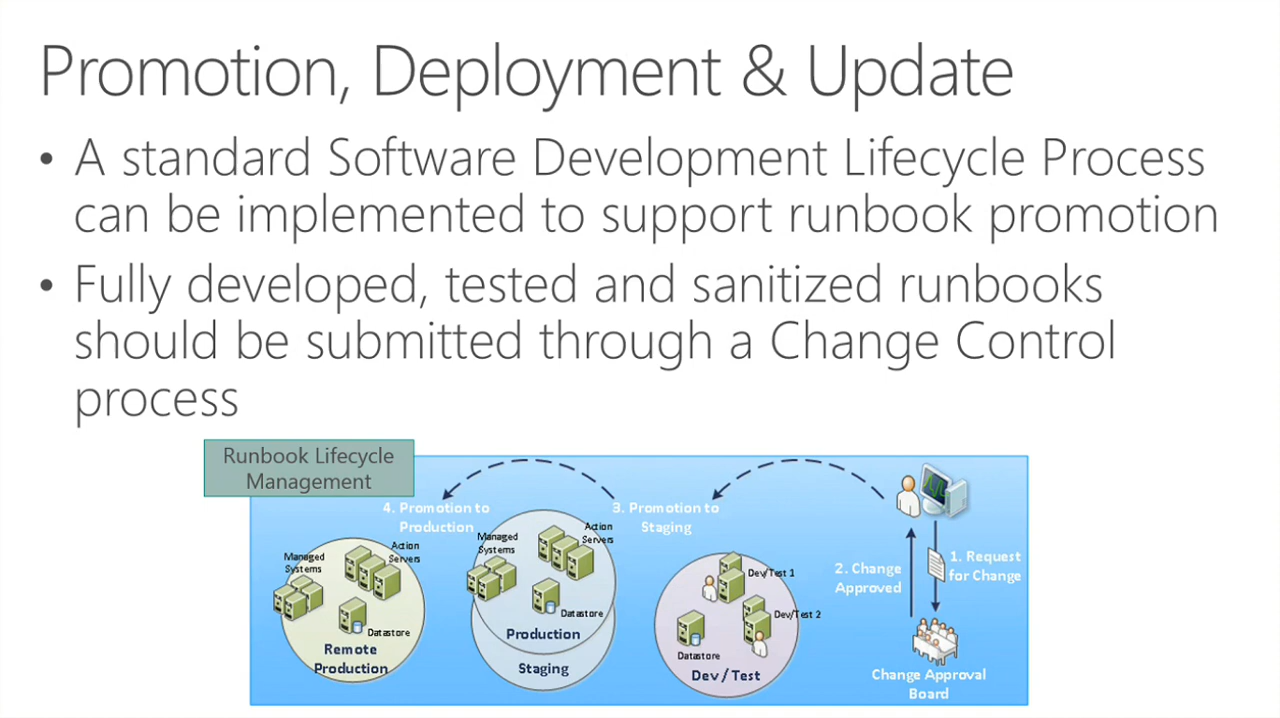 Promotion, Deployment & Update
• A standard Software Development Lifecycle Process
can be implemented to support runbook promotion
• Fully developed, tested and sanitized runbooks
should be submitted through a Change Control
process
Runbook Lifecycle
Management
4. Promotion to
Production
3. Promotion to
Staging
1. Request
for Change
2. Change
Approved
Change Approval
Board
Managed
Systems
Action
Servers
Datastore
Remote
Production
Managed
Systems
Action
Servers
Datastore
Production
Staging
Dev/Test 1
Dev/Test 2
Datastore
Dev / Test